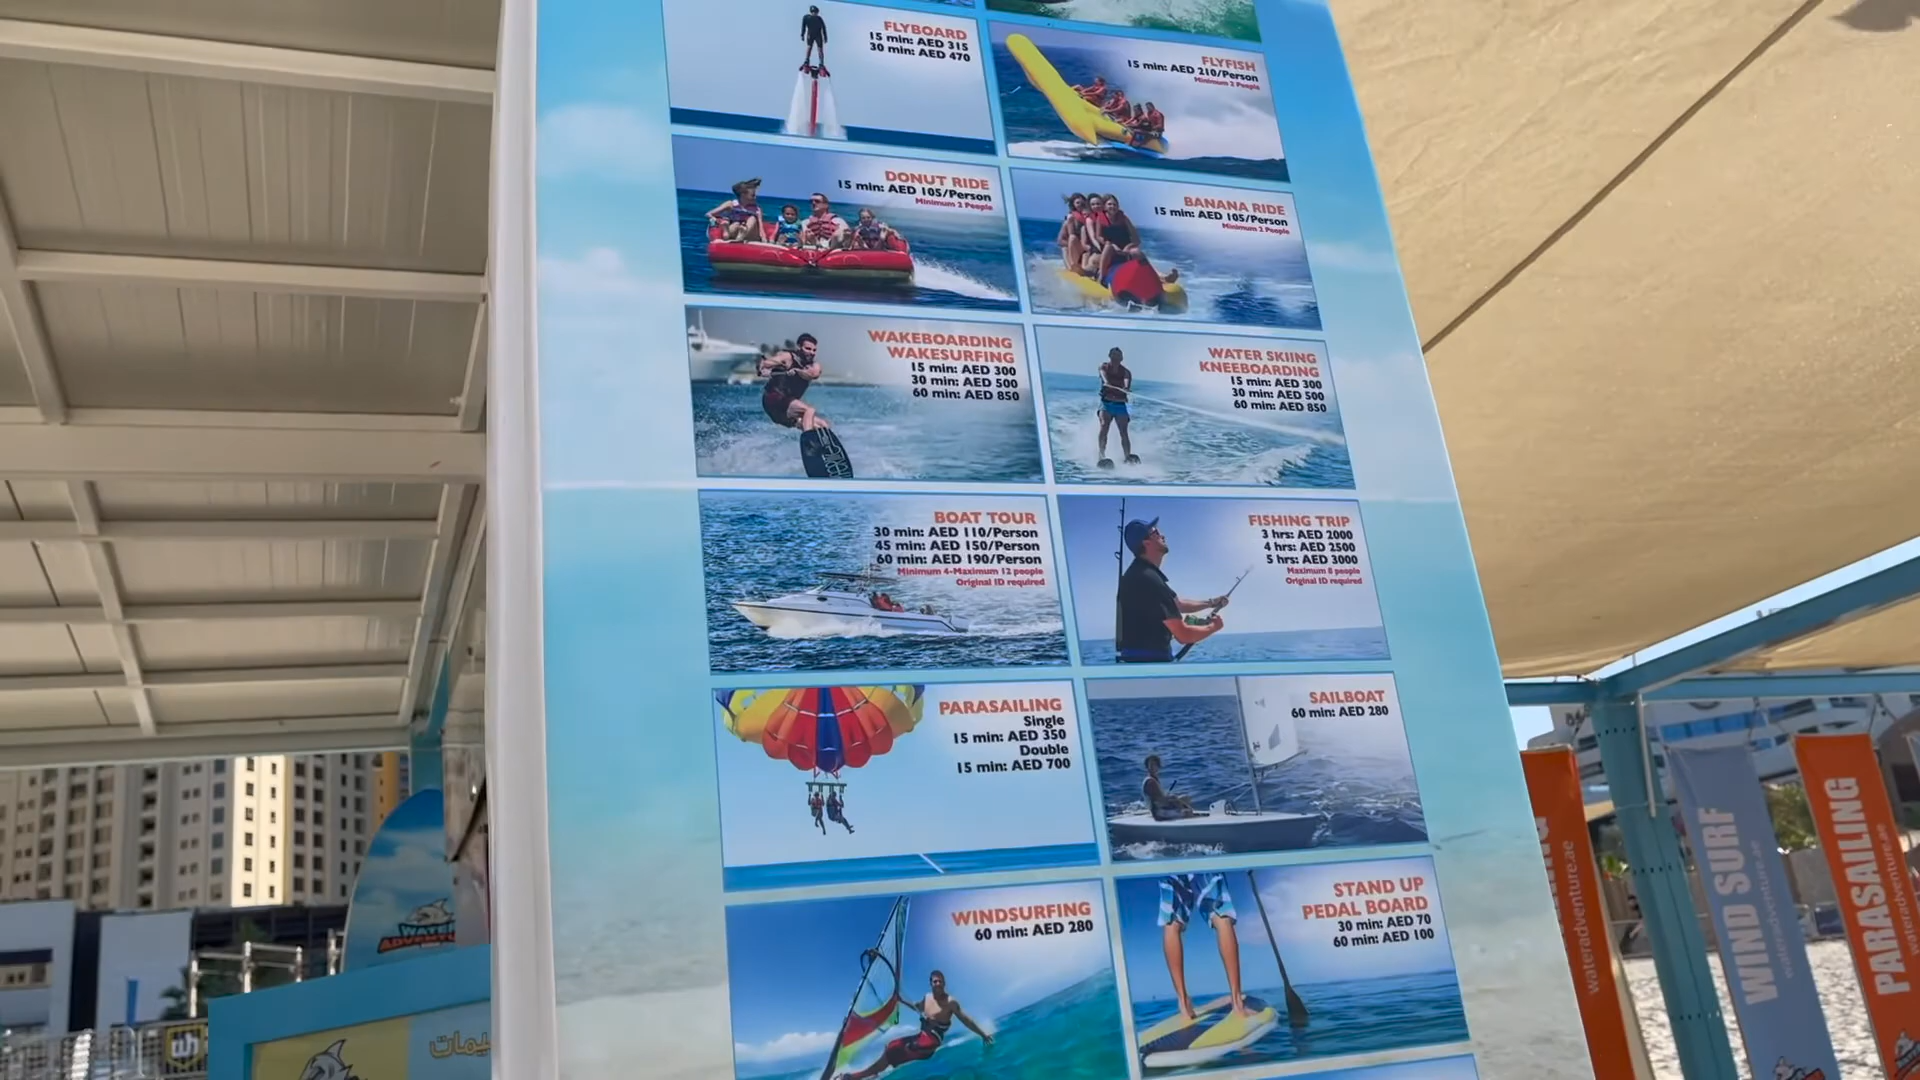 FLYBOARD
15 min: AED 315
30 min: AED 470
FLYFISH
15 min: AED 210/Person
Minimum 2 People
DONUT RIDE
15 min: AED 105/Person
Minimum 2 People
BANANA RIDE
15 min: AED 105/Person
Minimum 2 People
WAKEBOARDING
WAKESURFING
15 min: AED 300
30 min: AED 500
60 min: AED 850
WATER SKIING
KNEEBOARDING
15 min: AED 300
30 min: AED 500
60 min: AED 850
BOAT TOUR
30 min: AED 110/Person
45 min: AED 150/Person
60 min: AED 190/Person
Minimum 4-Maximum 12 people
Original ID required
FISHING TRIP
3 hrs: AED 2000
4 hrs: AED 2500
5 hrs: AED 3000
Maximum 8 people
Original ID required
PARASAILING
Single
15 min: AED 350
Double
15 min: AED 700
SAILBOAT
60 min: AED 280
WINDSURFING
60 min: AED 280
STAND UP
PEDAL BOARD
30 min: AED 70
60 min: AED 100
wateradventure.ae
WIND SURF
wateradventure.ae
PARASAILING
wateradventure.ae